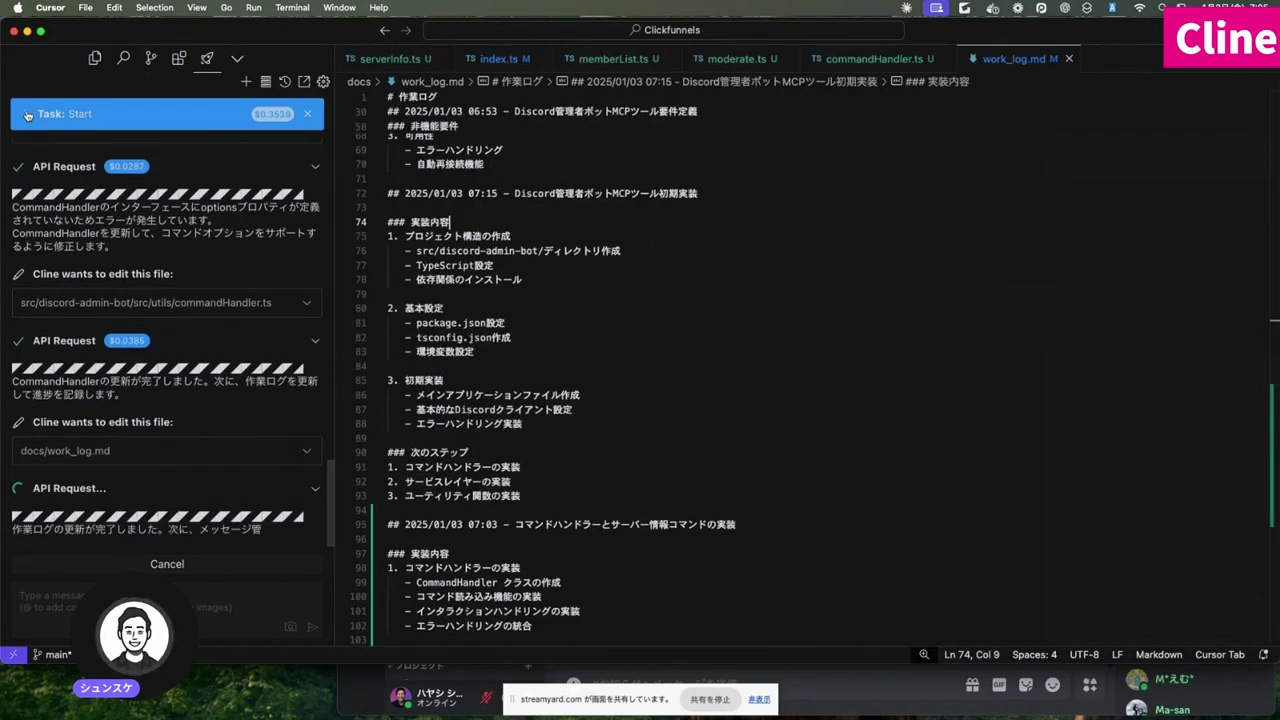 Cursor File Edit Selection View Go Run Terminal Window Help
Clickfunnels
Cline
serverInfo.ts U
index.ts M
memberList.ts U
moderate.ts U
commandHandler.ts U
work_log.md M
docs > work_log.md > # 作業ログ > ## 2025/01/03 07:15 - Discord管理者ボットMCPツール初期実装 > ### 実装内容
Task: Start $0.3539
API Request $0.0287
CommandHandlerのインターフェースにoptionsプロパティが定義
されていないためエラーが発生しています。
CommandHandlerを更新して、コマンドオプションをサポートす
るように修正します。
Cline wants to edit this file:
src/discord-admin-bot/src/utils/commandHandler.ts
API Request $0.0385
CommandHandlerの更新が完了しました。次に、作業ログを更新
して進捗を記録します。
Cline wants to edit this file:
docs/work_log.md
API Request...
作業ログの更新が完了しました。次に、メッセージ管
Cancel
Type a messa
(@ to add co
images)
シュンスケ
1 # 作業ログ
30 ## 2025/01/03 06:53 - Discord管理者ボットMCPツール要件定義
58 ### 非機能要件
68 3. 可用性
69 - エラーハンドリング
70 - 自動再接続機能
71
72 ## 2025/01/03 07:15 - Discord管理者ボットMCPツール初期実装
73
74 ### 実装内容
75 1. プロジェクト構造の作成
76 - src/discord-admin-bot/ディレクトリ作成
77 - TypeScript設定
78 - 依存関係のインストール
79
80 2. 基本設定
81 - package.json設定
82 - tsconfig.json作成
83 - 環境変数設定
84
85 3. 初期実装
86 - メインアプリケーションファイル作成
87 - 基本的なDiscordクライアント設定
88 - エラーハンドリング実装
89
90 ### 次のステップ
91 1. コマンドハンドラーの実装
92 2. サービスレイヤーの実装
93 3. ユーティリティ関数の実装
94
95 ## 2025/01/03 07:03 - コマンドハンドラーとサーバー情報コマンドの実装
96
97 ### 実装内容
98 1. コマンドハンドラーの実装
99 - CommandHandler クラスの作成
100 - コマンド読み込み機能の実装
101 - インタラクションハンドリングの実装
102 - エラーハンドリングの統合
103
main*
Ln 74, Col 9 Spaces: 4 UTF-8 LF Markdown Cursor Tab
プロジェクト
ハヤシ シ...
オンライン
streamyard.com が画面を共有しています。
共有を停止
非表示
GIF
M*えむ*
Ma-san